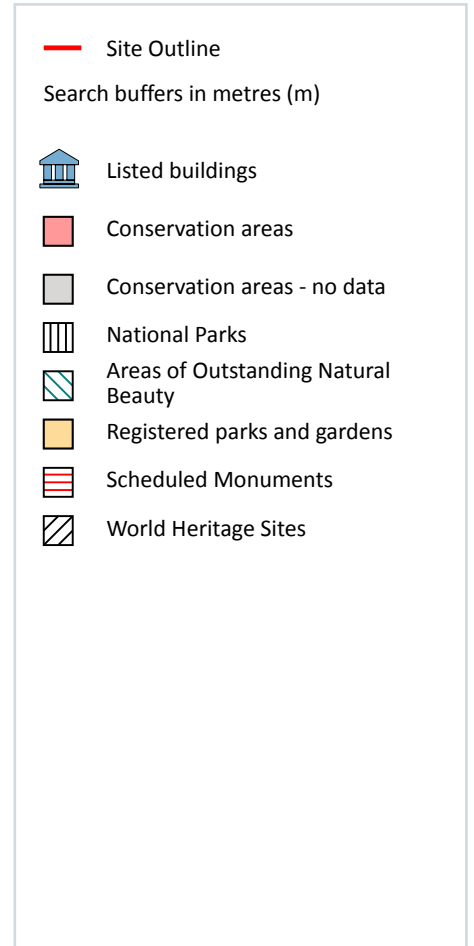 Site Outline
Search buffers in metres (m)
Listed buildings
Conservation areas
Conservation areas - no data
National Parks
Areas of Outstanding Natural
Beauty
Registered parks and gardens
Scheduled Monuments
World Heritage Sites